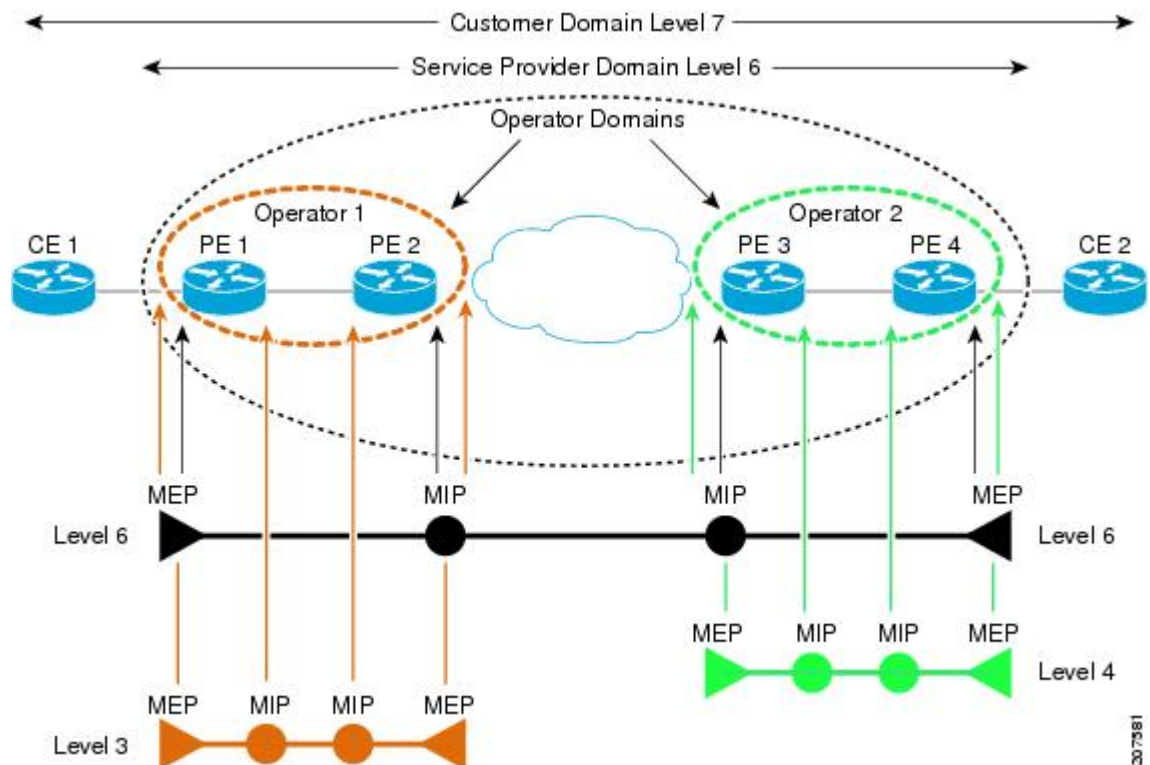 Customer Domain Level 7
Service Provider Domain Level 6
Operator Domains
Operator 1
Operator 2
CE 1
PE 1
PE 2
PE 3
PE 4
CE 2
MEP
MIP
MIP
MEP
Level 6
Level 6
MEP
MIP
MIP
MEP
Level 4
MEP
MIP
MIP
MEP
Level 3
207581